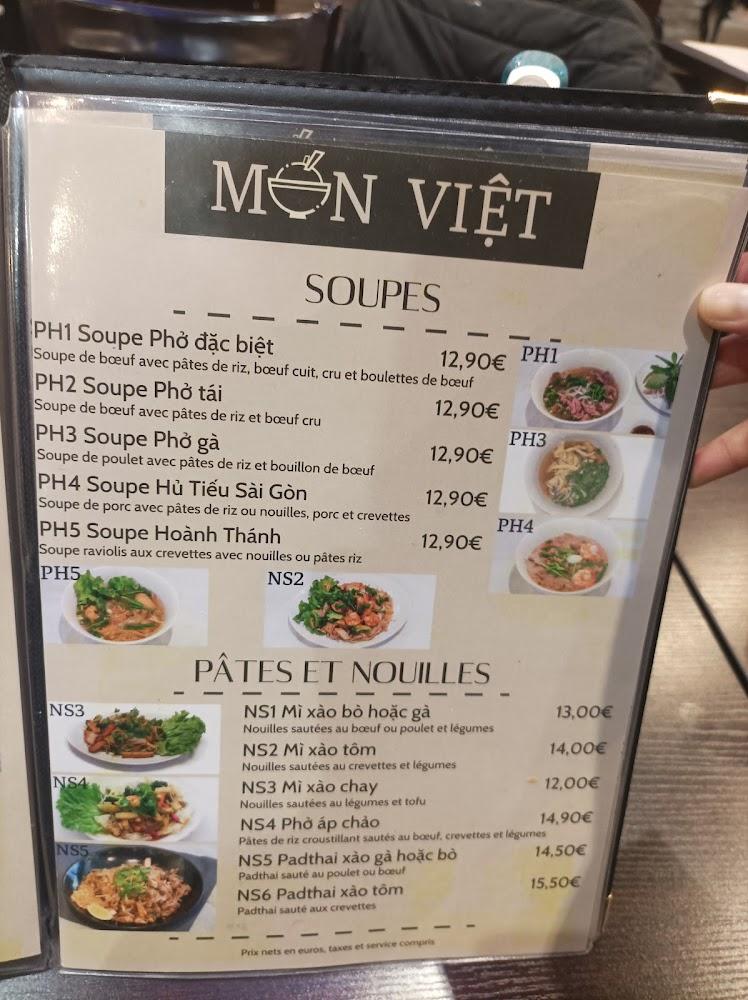 MÓN VIỆT
SOUPES
PH1 Soupe Phở đặc biệt 12,90€
Soupe de bœuf avec pâtes de riz, bœuf cuit, cru et boulettes de bœuf
PH2 Soupe Phở tái 12,90€
Soupe de bœuf avec pâtes de riz et bœuf cru
PH3 Soupe Phở gà 12,90€
Soupe de poulet avec pâtes de riz et bouillon de bœuf
PH4 Soupe Hủ Tiếu Sài Gòn 12,90€
Soupe de porc avec pâtes de riz ou nouilles, porc et crevettes
PH5 Soupe Hoành Thánh 12,90€
Soupe raviolis aux crevettes avec nouilles ou pâtes riz
PH1
PH3
PH4
PH5
NS2
PÂTES ET NOUILLES
NS3
NS4
NS5
NS1 Mì xào bò hoặc gà 13,00€
Nouilles sautées au bœuf ou poulet et légumes
NS2 Mì xào tôm 14,00€
Nouilles sautées au crevettes et légumes
NS3 Mì xào chay 12,00€
Nouilles sautées au légumes et tofu
NS4 Phở áp chảo 14,90€
Pâtes de riz croustillant sautés au bœuf, crevettes et légumes
NS5 Padthai xào gà hoặc bò 14,50€
Padthai sauté au poulet ou bœuf
NS6 Padthai xào tôm 15,50€
Padthai sauté aux crevettes
Prix nets en euros, taxes et service compris